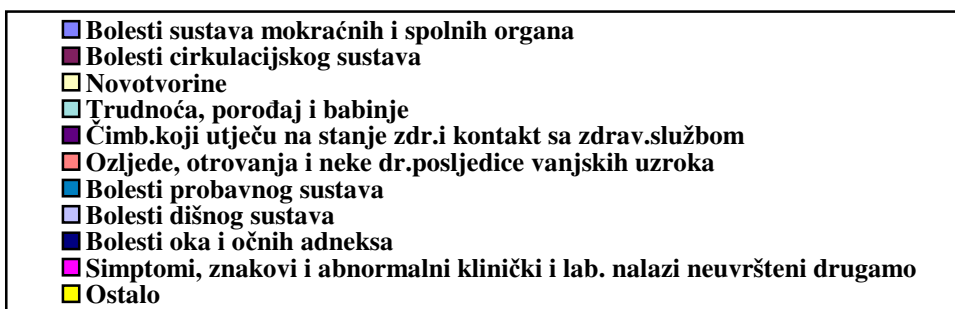 Bolesti sustava mokraćnih i spolnih organa
Bolesti cirkulacijskog sustava
Novotvorine
Trudnoća, porođaj i babinje
Čimb.koji utječu na stanje zdr.i kontakt sa zdrav.službom
Ozljede, otrovanja i neke dr.posljedice vanjskih uzroka
Bolesti probavnog sustava
Bolesti dišnog sustava
Bolesti oka i očnih adneksa
Simptomi, znakovi i abnormalni klinički i lab. nalazi neuvršteni drugamo
Ostalo